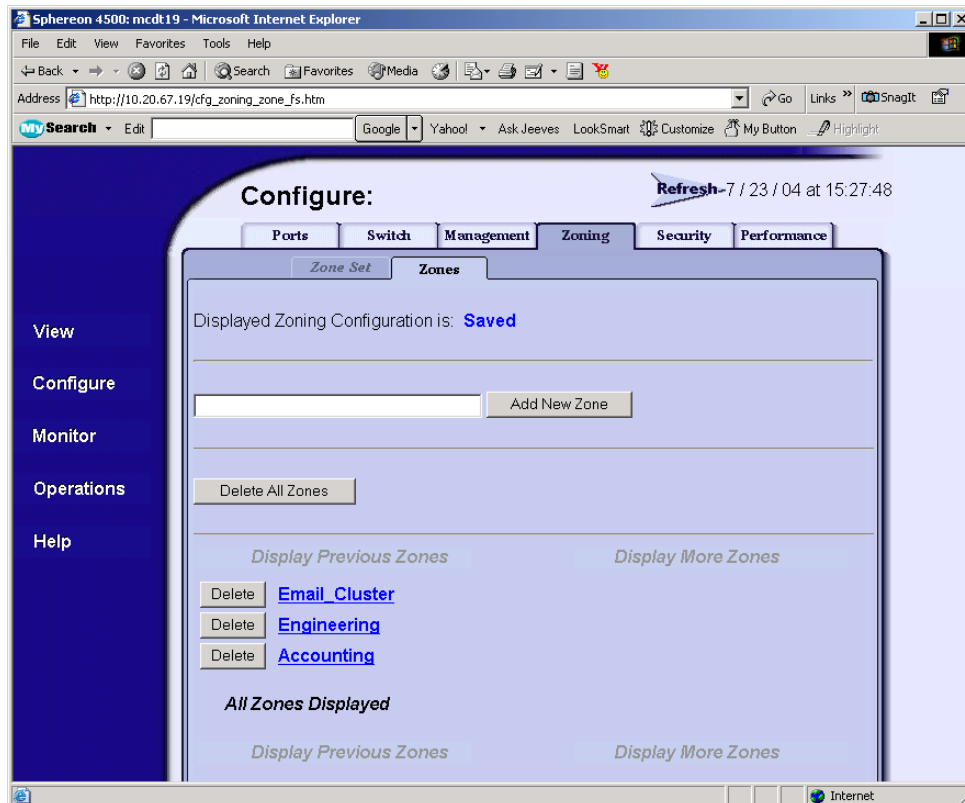 Sphereon 4500: mcdt19 - Microsoft Internet Explorer
File Edit View Favorites Tools Help
Back Search Favorites Media
Address http://10.20.67.19/cfg_zoning_zone_fs.htm Go Links » SnagIt
My Search Edit Google Yahoo! Ask Jeeves LookSmart Customize My Button Highlight
Configure:
Refresh 7 / 23 / 04 at 15:27:48
Ports Switch Management Zoning Security Performance
Zone Set Zones
View
Configure
Monitor
Operations
Help
Displayed Zoning Configuration is: Saved
Add New Zone
Delete All Zones
Display Previous Zones Display More Zones
Delete Email_Cluster
Delete Engineering
Delete Accounting
All Zones Displayed
Display Previous Zones Display More Zones
Internet